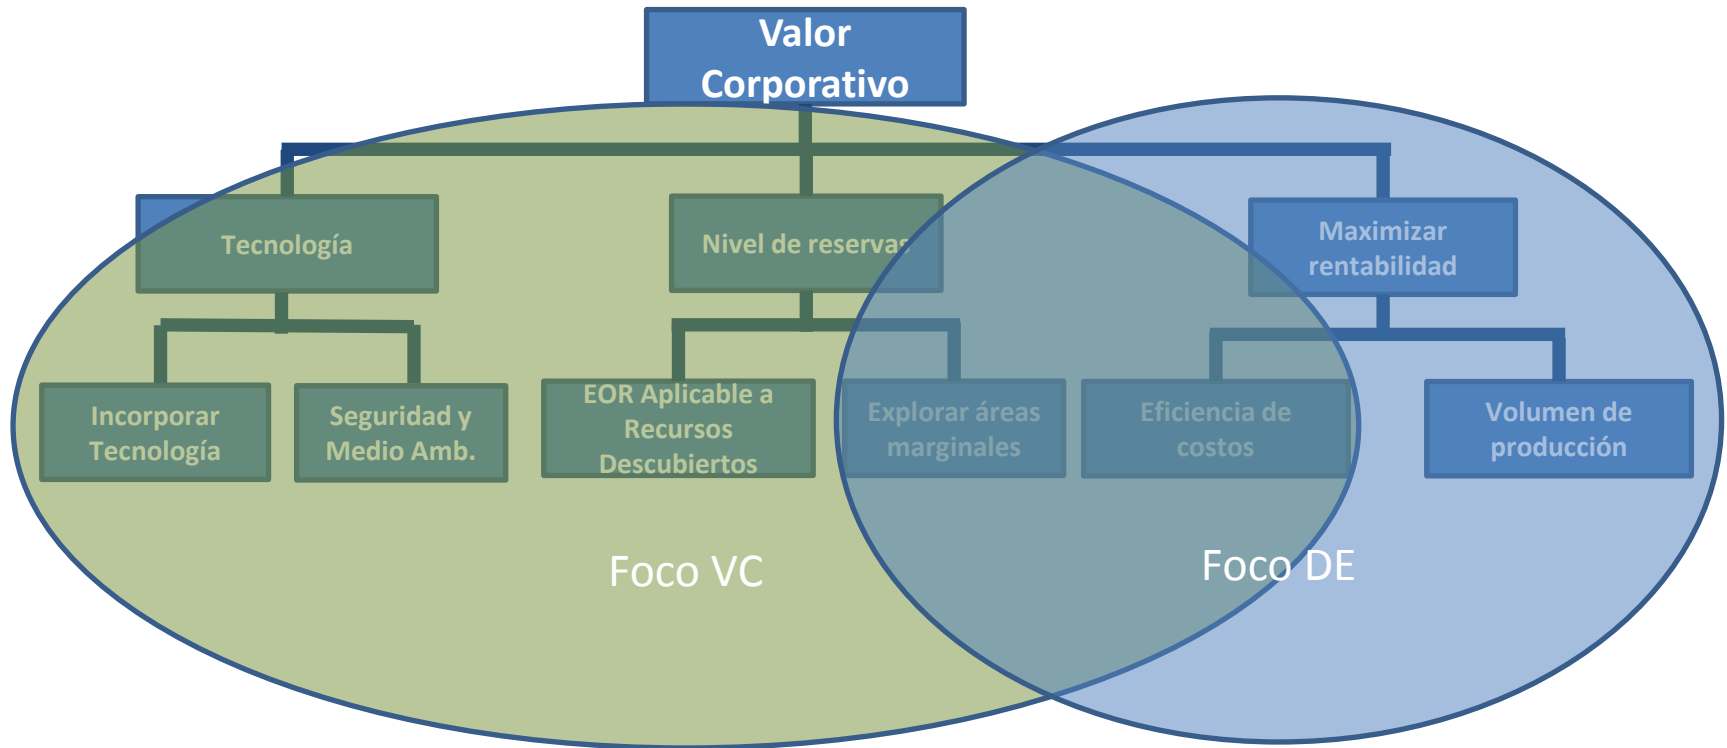 Valor
Corporativo
Tecnología
Nivel de reservas
Maximizar
rentabilidad
Incorporar
Tecnología
Seguridad y
Medio Amb.
EOR Aplicable a
Recursos
Descubiertos
Explorar áreas
marginales
Eficiencia de
costos
Volumen de
producción
Foco VC
Foco DE